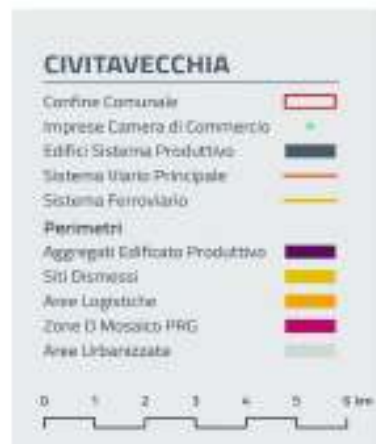 CIVITAVECCHIA
Confine Comunale
Imprese Camera di Commercio
Edifici Sistema Produttivo
Sistema Viario Principale
Sistema Ferroviario
Perimetri
Aggregati Edificato Produttivo
Siti Dismessi
Aree Logistiche
Zone D Mosaico PRG
Aree Urbanizzate
0 1 2 3 4 5 6 km